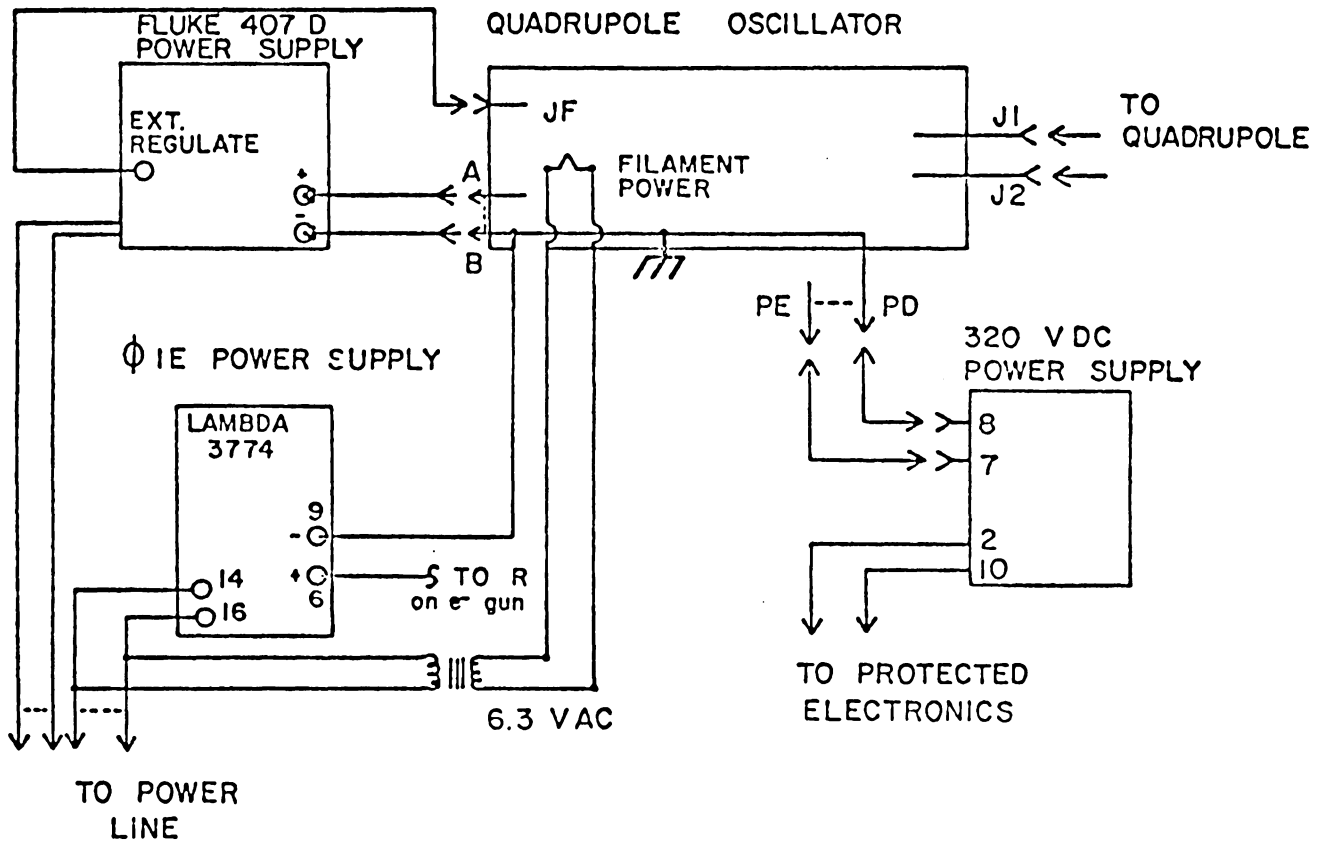 FLUKE 407 D
POWER SUPPLY
QUADRUPOLE OSCILLATOR
EXT.
REGULATE
+
-
JF
A
B
FILAMENT
POWER
J1
J2
TO
QUADRUPOLE
PE
PD
320 VDC
POWER SUPPLY
8
7
2
10
TO PROTECTED
ELECTRONICS
ϕ IE POWER SUPPLY
LAMBDA
3774
9
-
+
6
14
16
TO R
on e- gun
6.3 VAC
TO POWER
LINE